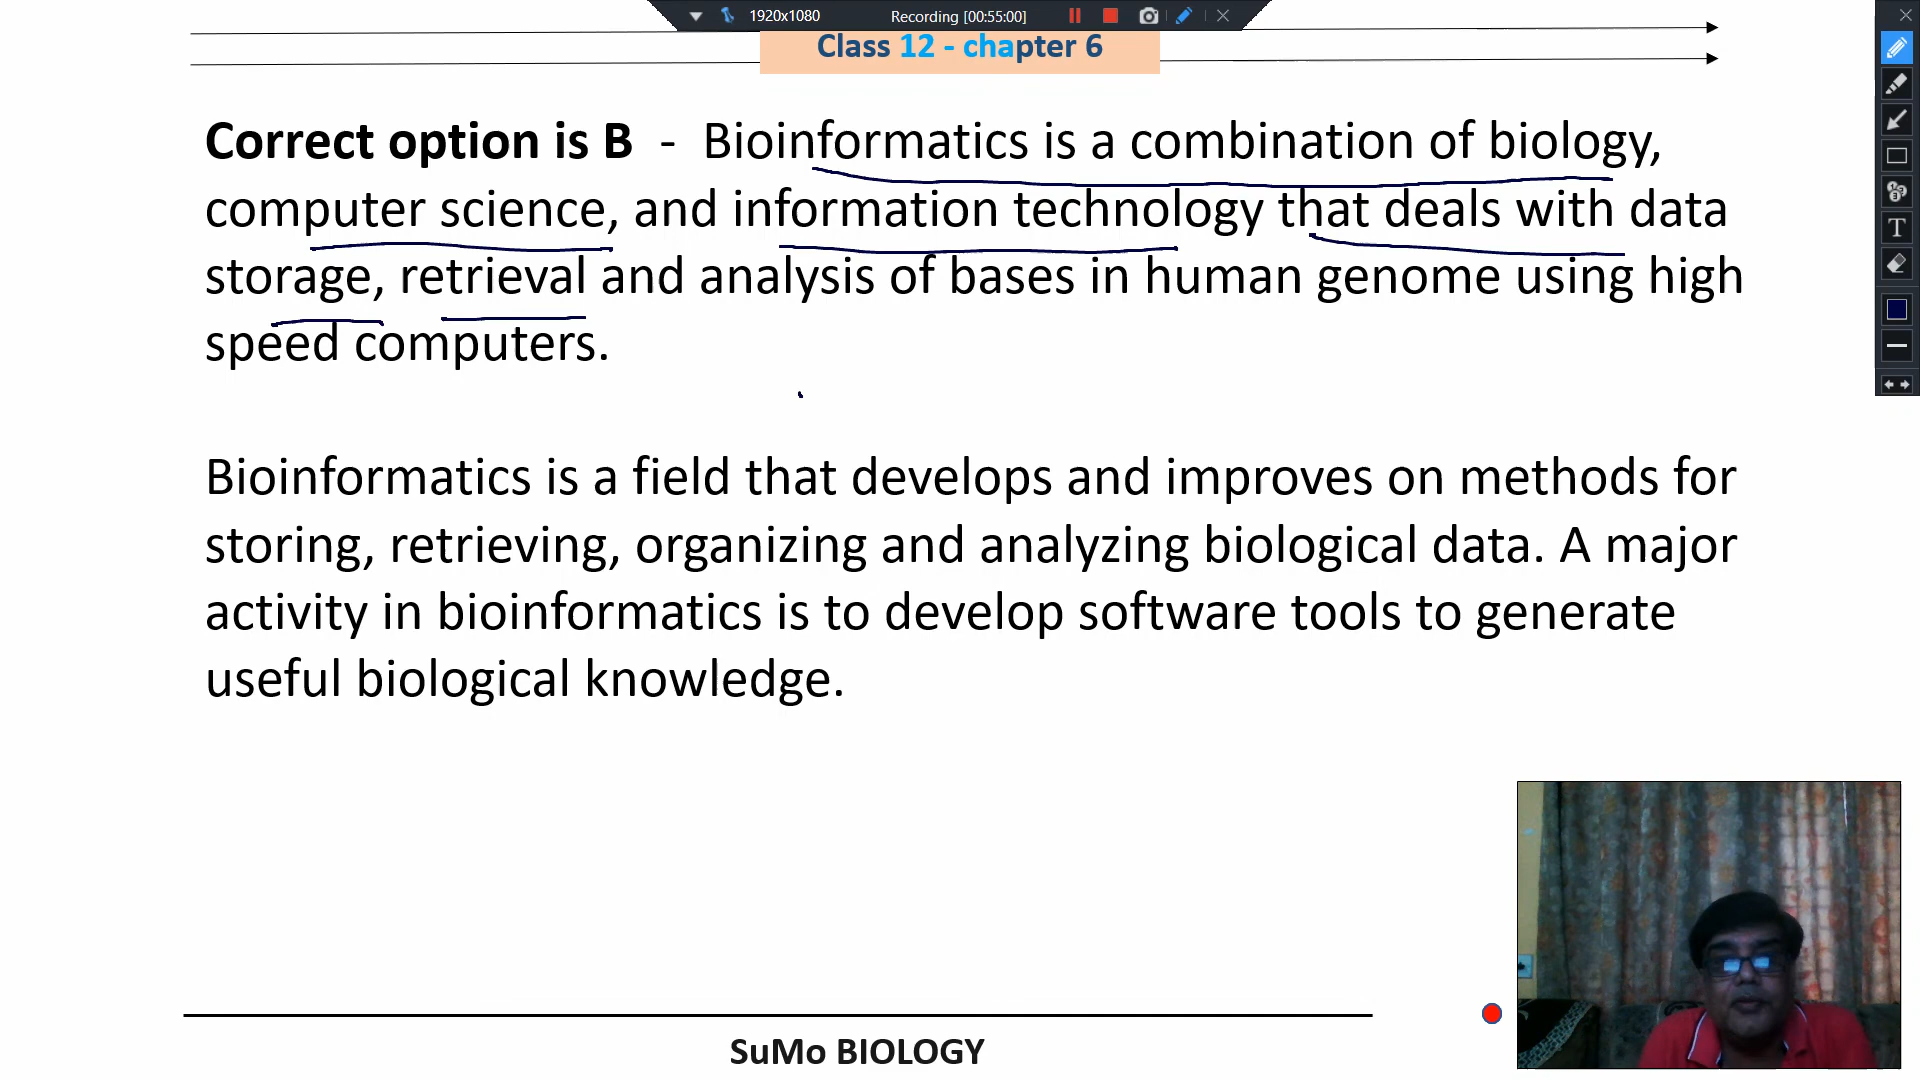 1920x1080 Recording [00:55:00]
Class 12 - chapter 6
Correct option is B - Bioinformatics is a combination of biology,
computer science, and information technology that deals with data
storage, retrieval and analysis of bases in human genome using high
speed computers.
Bioinformatics is a field that develops and improves on methods for
storing, retrieving, organizing and analyzing biological data. A major
activity in bioinformatics is to develop software tools to generate
useful biological knowledge.
SuMo BIOLOGY